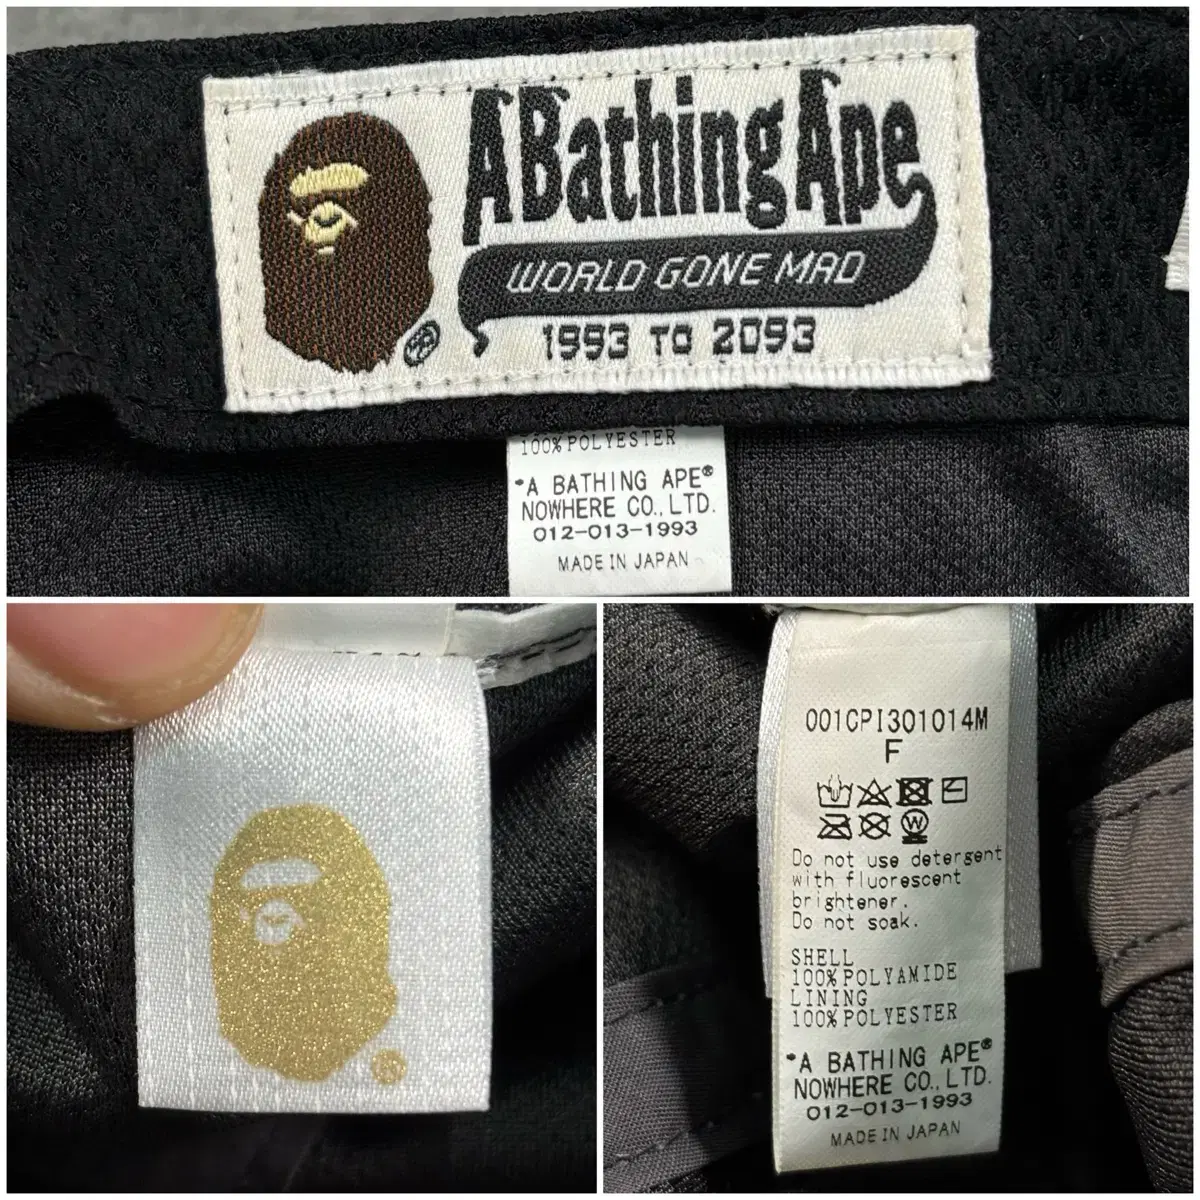 A Bathing Ape
WORLD GONE MAD
1993 TO 2093
100% POLYESTER
"A BATHING APE®
NOWHERE CO., LTD.
012-013-1993
MADE IN JAPAN
001CPI301014M
F
W
Do not use detergent
with fluorescent
brightener.
Do not soak.
SHELL
100% POLYAMIDE
LINING
100% POLYESTER
"A BATHING APE®
NOWHERE CO., LTD.
012-013-1993
MADE IN JAPAN